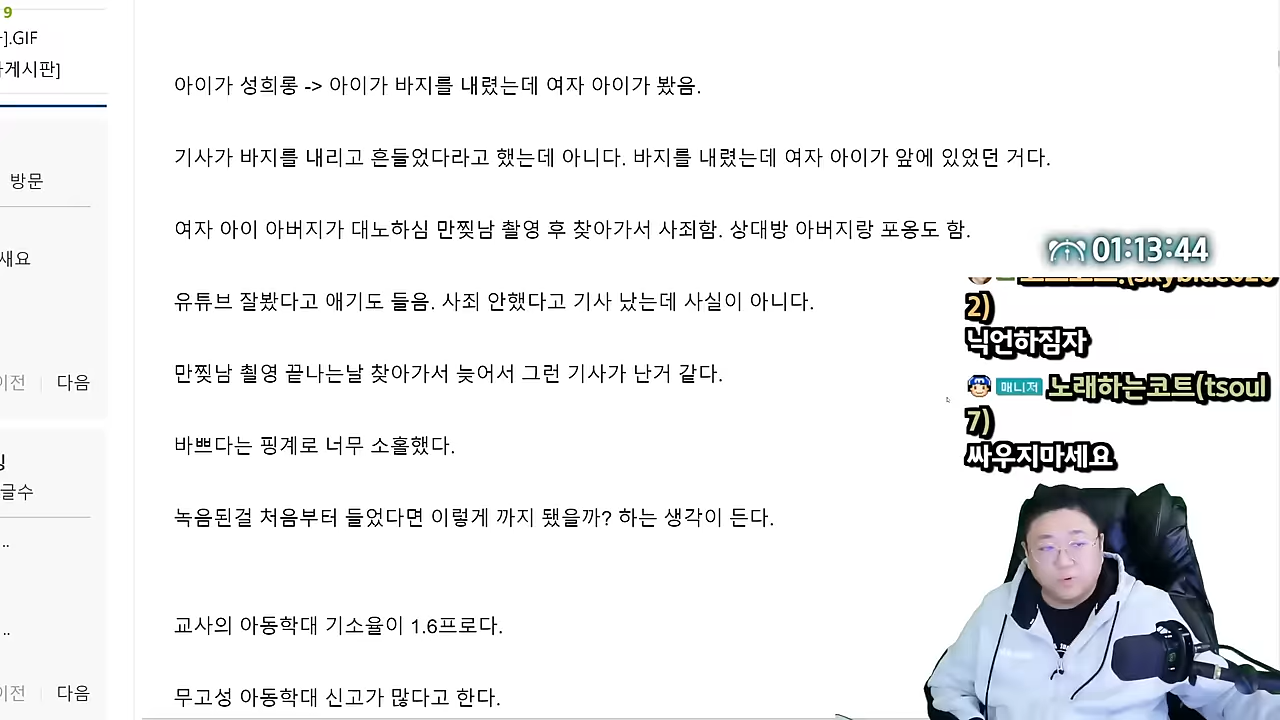 9
].GIF
게시판]
방문
세요
이전 다음
글수
..
..
이전 다음
아이가 성희롱 -> 아이가 바지를 내렸는데 여자 아이가 봤음.
기사가 바지를 내리고 흔들었다라고 했는데 아니다. 바지를 내렸는데 여자 아이가 앞에 있었던 거다.
여자 아이 아버지가 대노하심 만찢남 촬영 후 찾아가서 사죄함. 상대방 아버지랑 포옹도 함.
유튜브 잘봤다고 얘기도 들음. 사죄 안했다고 기사 났는데 사실이 아니다.
만찢남 촬영 끝나는날 찾아가서 늦어서 그런 기사가 난거 같다.
바쁘다는 핑계로 너무 소홀했다.
녹음된걸 처음부터 들었다면 이렇게 까지 됐을까? 하는 생각이 든다.
교사의 아동학대 기소율이 1.6프로다.
무고성 아동학대 신고가 많다고 한다.
01:13:44
2)
닉언하짐자
매니저 노래하는코트(tsoul
7)
싸우지마세요